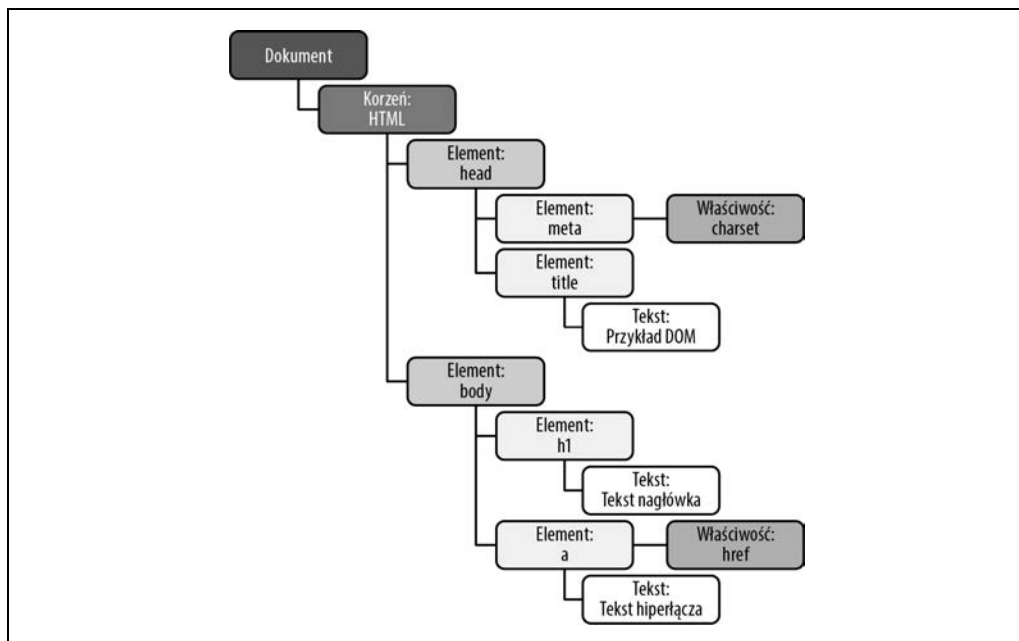 Dokument
Korzeń:
HTML
Element:
head
Element:
meta
Właściwość:
charset
Element:
title
Tekst:
Przykład DOM
Element:
body
Element:
h1
Tekst:
Tekst nagłówka
Element:
a
Właściwość:
href
Tekst:
Tekst hiperłącza